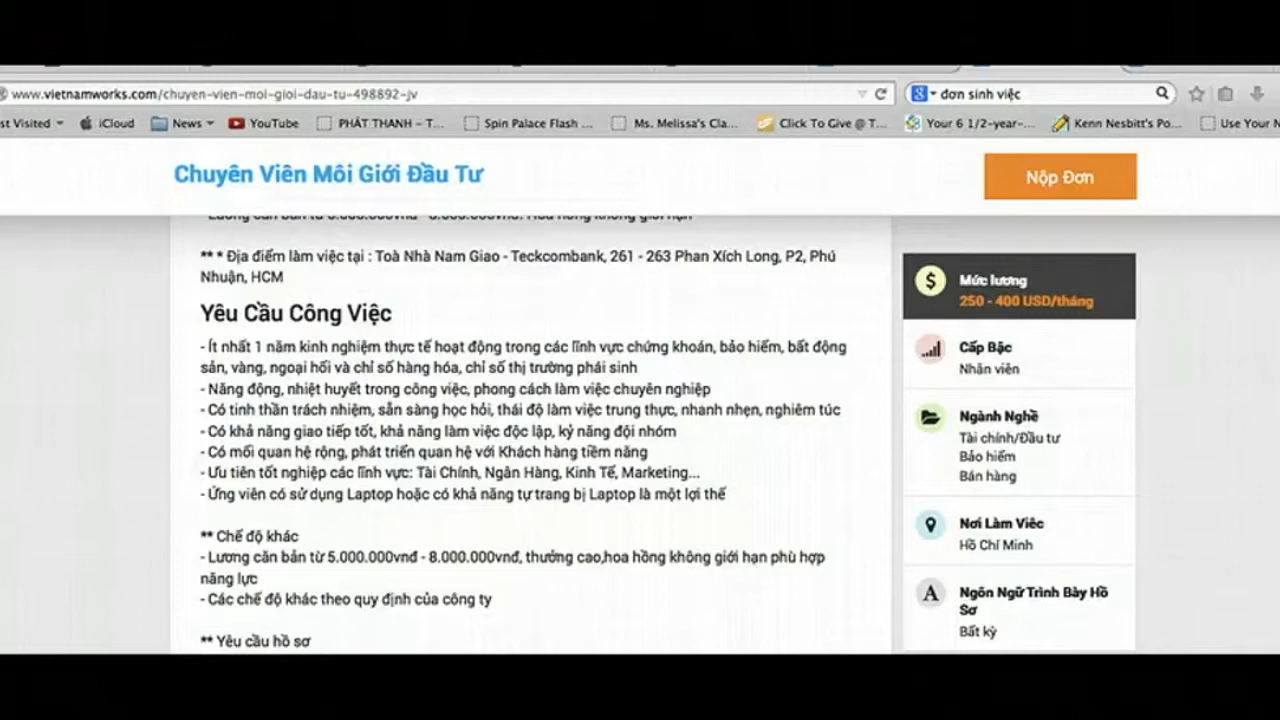 www.vietnamworks.com/chuyen-vien-moi-gioi-dau-tu-498892-jv
đơn sinh việc
st Visited
iCloud
News
YouTube
PHÁT THANH – T...
Spin Palace Flash ...
Ms. Melissa's Cla...
Click To Give @ T...
Your 6 1/2-year-...
Kenn Nesbitt's Po...
Use Your N
Chuyên Viên Môi Giới Đầu Tư
Nộp Đơn
** * Địa điểm làm việc tại : Toà Nhà Nam Giao - Teckcombank, 261 - 263 Phan Xích Long, P2, Phú
Nhuận, HCM
Yêu Cầu Công Việc
- Ít nhất 1 năm kinh nghiệm thực tế hoạt động trong các lĩnh vực chứng khoán, bảo hiểm, bất động
sản, vàng, ngoại hối và chỉ số hàng hóa, chỉ số thị trường phái sinh
- Năng động, nhiệt huyết trong công việc, phong cách làm việc chuyên nghiệp
- Có tinh thần trách nhiệm, sẵn sàng học hỏi, thái độ làm việc trung thực, nhanh nhẹn, nghiêm túc
- Có khả năng giao tiếp tốt, khả năng làm việc độc lập, kỷ năng đội nhóm
- Có mối quan hệ rộng, phát triển quan hệ với Khách hàng tiềm năng
- Ưu tiên tốt nghiệp các lĩnh vực: Tài Chính, Ngân Hàng, Kinh Tế, Marketing...
- Ứng viên có sử dụng Laptop hoặc có khả năng tự trang bị Laptop là một lợi thế
** Chế độ khác
- Lương căn bản từ 5.000.000vnđ - 8.000.000vnđ, thưởng cao,hoa hồng không giới hạn phù hợp
năng lực
- Các chế độ khác theo quy định của công ty
** Yêu cầu hồ sơ
Mức lương
250 - 400 USD/tháng
Cấp Bậc
Nhận viên
Ngành Nghề
Tài chính/Đầu tư
Bảo hiểm
Bán hàng
Nơi Làm Viêc
Hồ Chí Minh
Ngôn Ngữ Trình Bày Hồ
Sơ
Bất kỳ